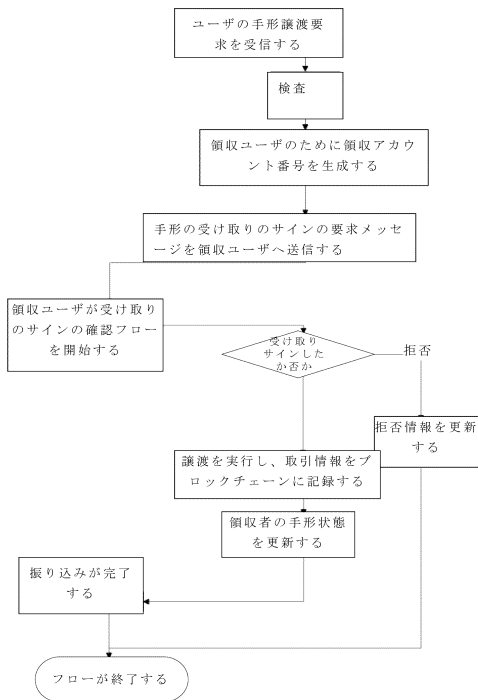 ユーザの手形譲渡要
求を受信する
検査
領収ユーザのために領収アカウ
ント番号を生成する
手形の受け取りのサインの要求メッセ
ージを領収ユーザへ送信する
領収ユーザが受け取り
のサインの確認フロー
を開始する
受け取り
サインした
か否か
拒否
拒否情報を更新
する
譲渡を実行し、取引情報をブ
ロックチェーンに記録する
領収者の手形状態
を更新する
振り込みが完了
する
フローが終了する